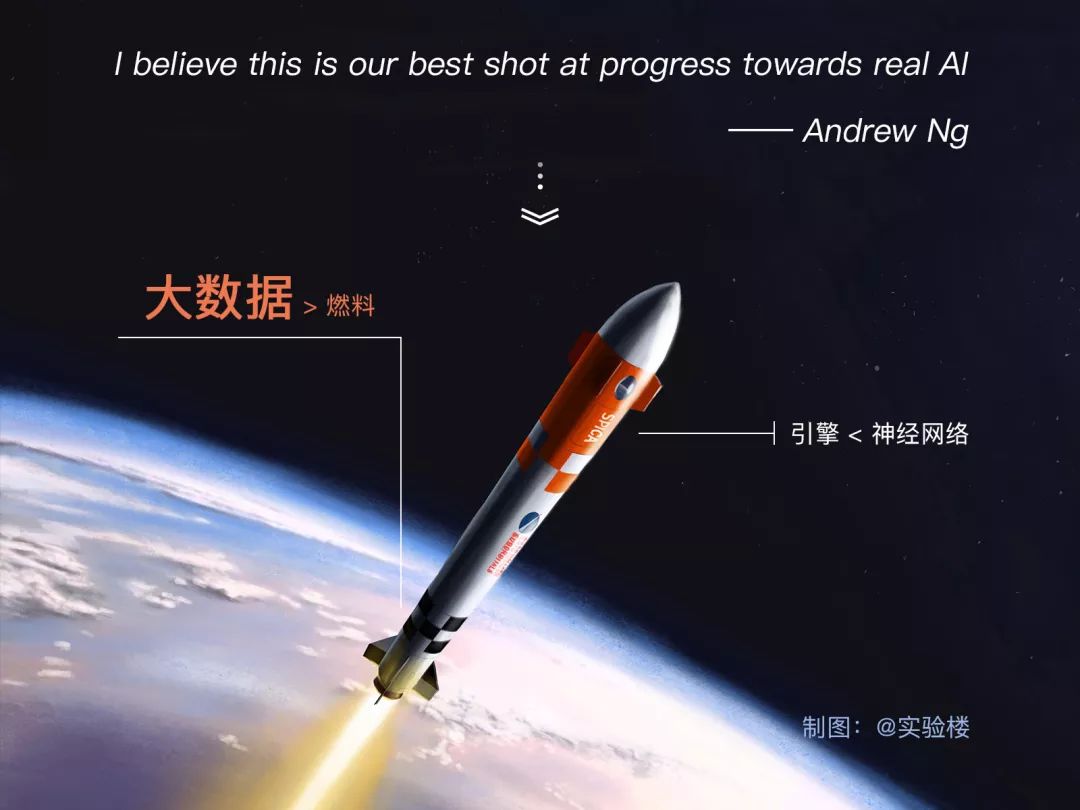 I believe this is our best shot at progress towards real AI
—— Andrew Ng
大数据 > 燃料
SPICA
引擎 < 神经网络
制图：@实验楼